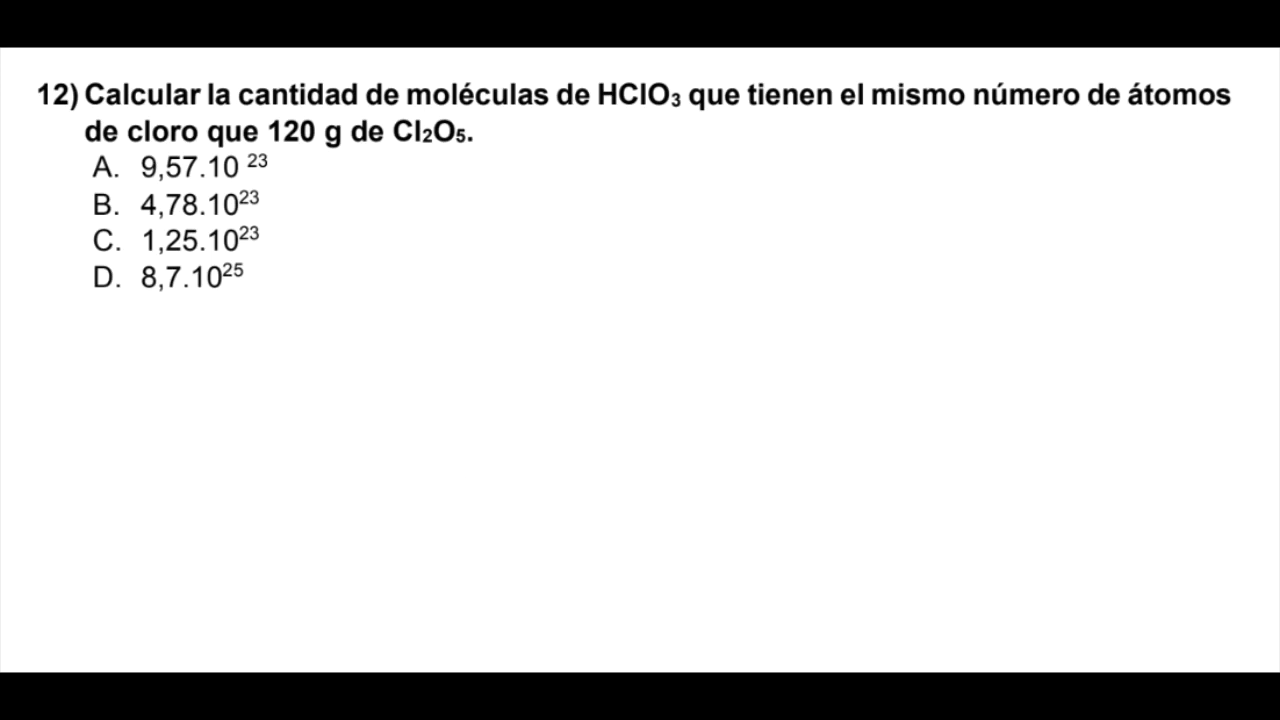 12) Calcular la cantidad de moléculas de HClO₃ que tienen el mismo número de átomos
de cloro que 120 g de Cl₂O₅.
A. 9,57.10 ²³
B. 4,78.10²³
C. 1,25.10²³
D. 8,7.10²⁵